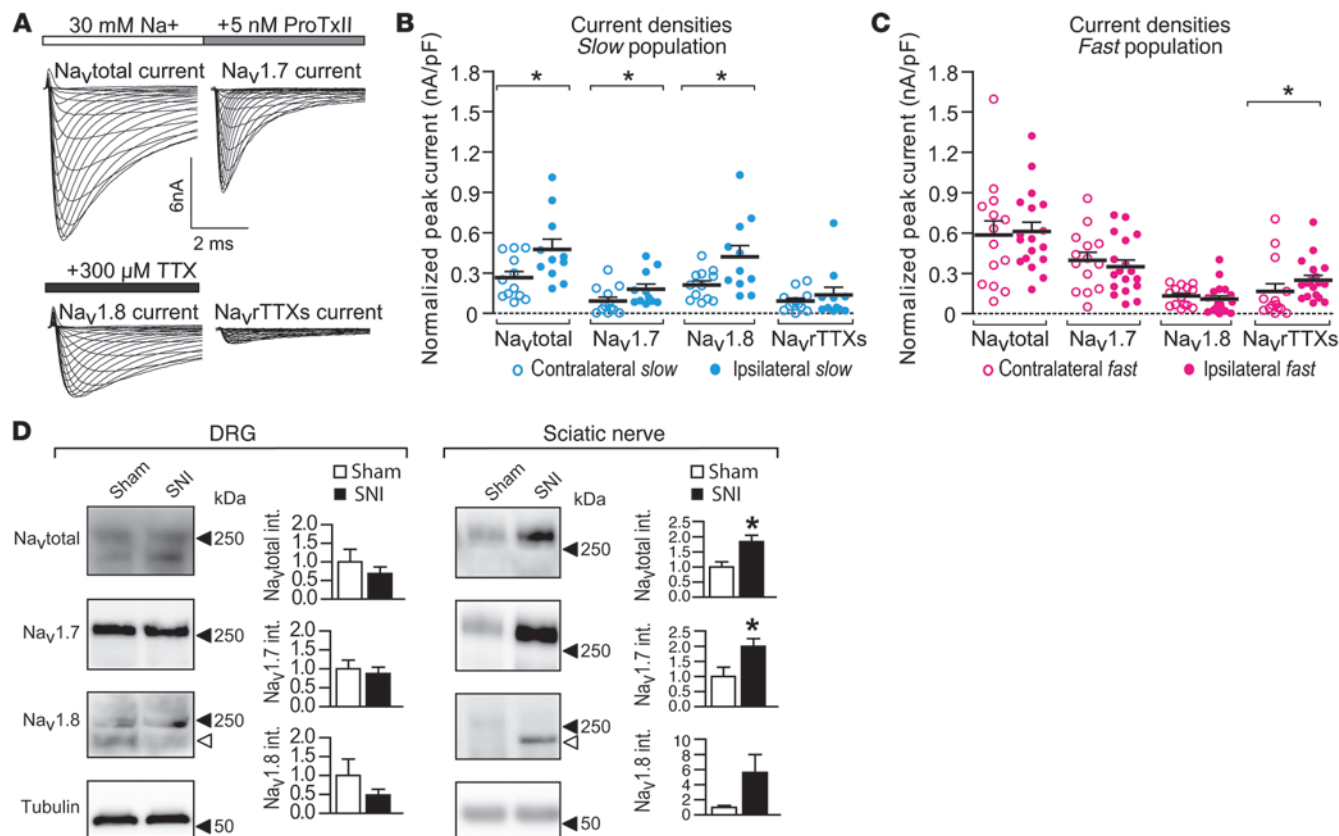 A
30 mM Na+ +5 nM ProTxII
NaVtotal current NaV1.7 current
6nA
2 ms
+300 µM TTX
NaV1.8 current NaVrTTXs current
B
Current densities
Slow population
Normalized peak current (nA/pF)
1.8
1.5
1.2
0.9
0.6
0.3
0
* * *
NaVtotal NaV1.7 NaV1.8 NaVrTTXs
Contralateral slow Ipsilateral slow
C
Current densities
Fast population
Normalized peak current (nA/pF)
1.8
1.5
1.2
0.9
0.6
0.3
0
*
NaVtotal NaV1.7 NaV1.8 NaVrTTXs
Contralateral fast Ipsilateral fast
D
DRG
Sham SNI
kDa
NaVtotal
250
NaV1.7
250
NaV1.8
250
Tubulin
50
Sham
SNI
NaVtotal int.
2.0
1.5
1.0
0.5
0.0
NaV1.7 int.
2.0
1.5
1.0
0.5
0.0
NaV1.8 int.
2.0
1.5
1.0
0.5
0.0
Sciatic nerve
Sham SNI
kDa
250
250
250
50
Sham
SNI
NaVtotal int.
2.5
2.0
1.5
1.0
0.5
0.0
*
NaV1.7 int.
2.5
2.0
1.5
1.0
0.5
0.0
*
NaV1.8 int.
10
8
6
4
2
0